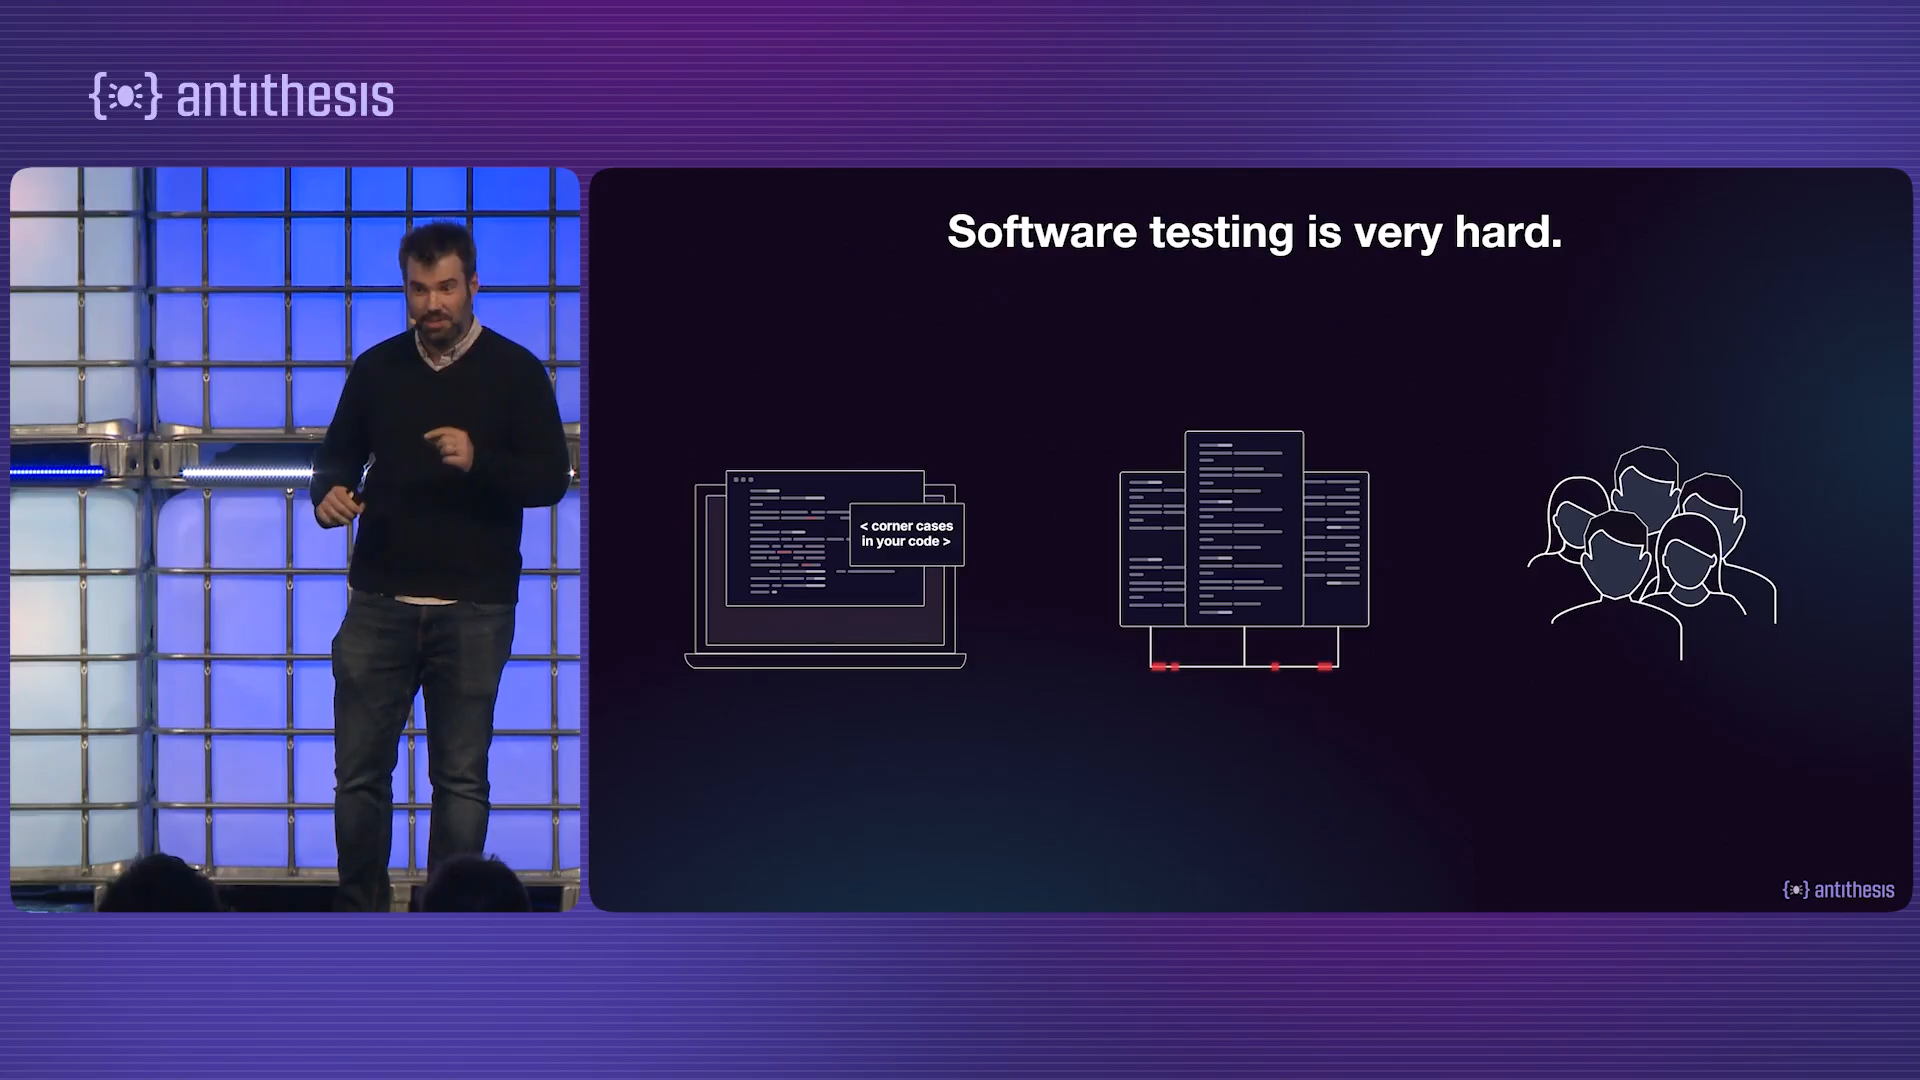 antithesis
Software testing is very hard.
< corner cases
in your code >
antithesis